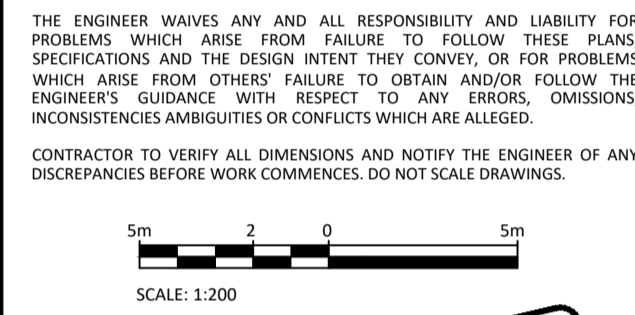 THE ENGINEER WAIVES ANY AND ALL RESPONSIBILITY AND LIABILITY FOR
PROBLEMS WHICH ARISE FROM FAILURE TO FOLLOW THESE PLANS
SPECIFICATIONS AND THE DESIGN INTENT THEY CONVEY, OR FOR PROBLEMS
WHICH ARISE FROM OTHERS' FAILURE TO OBTAIN AND/OR FOLLOW THE
ENGINEER'S GUIDANCE WITH RESPECT TO ANY ERRORS, OMISSIONS
INCONSISTENCIES AMBIGUITIES OR CONFLICTS WHICH ARE ALLEGED.
CONTRACTOR TO VERIFY ALL DIMENSIONS AND NOTIFY THE ENGINEER OF ANY
DISCREPANCIES BEFORE WORK COMMENCES. DO NOT SCALE DRAWINGS.
5m 2 0 5m
SCALE: 1:200